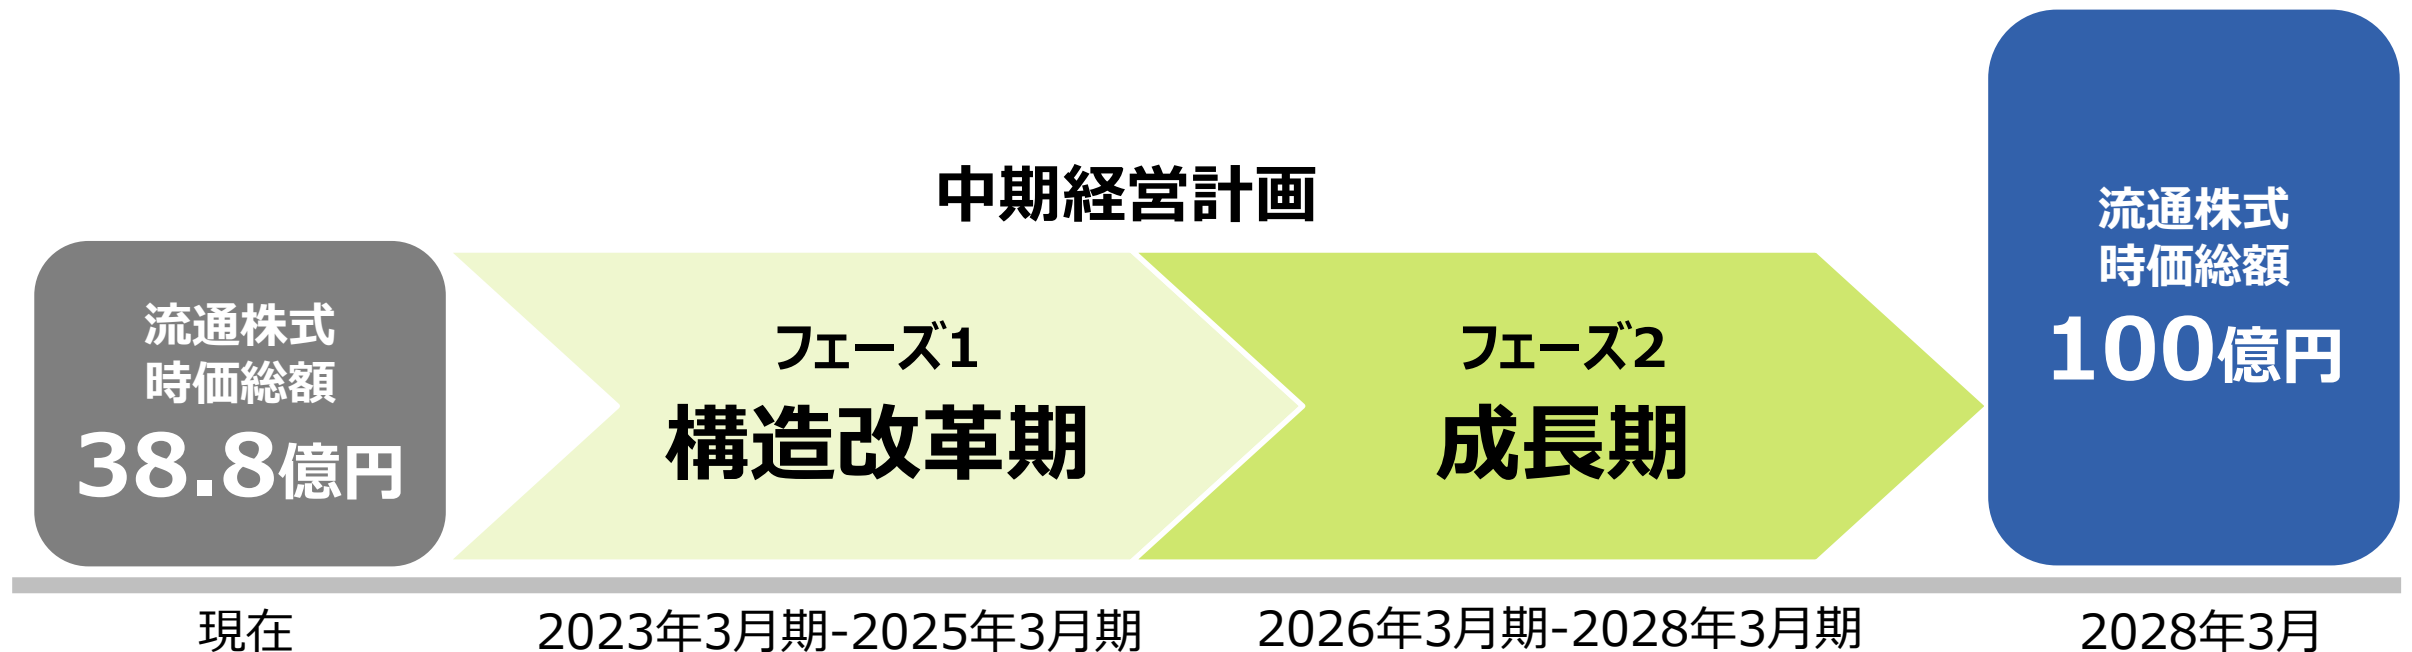 中期経営計画
流通株式
時価総額
38.8億円
フェーズ1
構造改革期
フェーズ2
成長期
流通株式
時価総額
100億円
現在
2023年3月期-2025年3月期
2026年3月期-2028年3月期
2028年3月